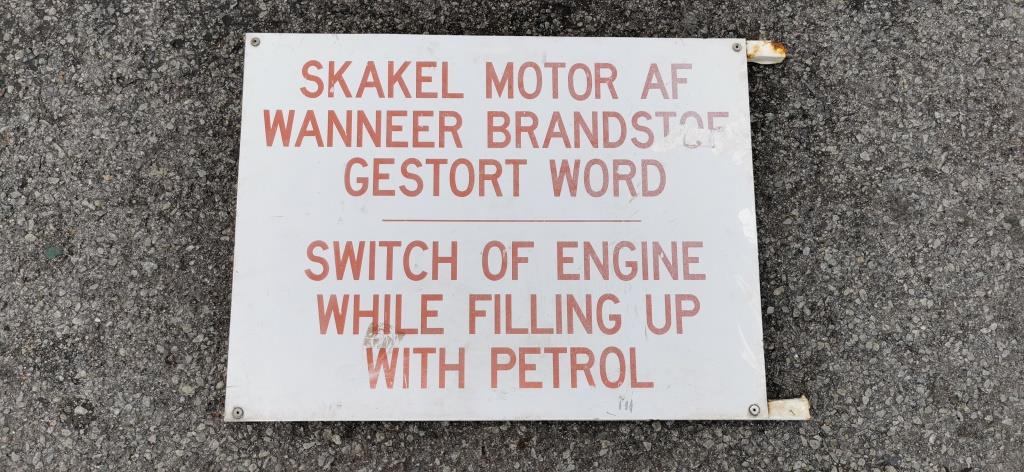 SKAKEL MOTOR AF
WANNEER BRANDSTOF
GESTORT WORD
SWITCH OF ENGINE
WHILE FILLING UP
WITH PETROL